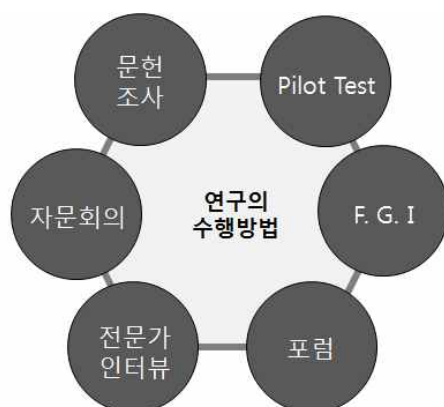 문헌
조사
Pilot Test
자문회의
연구의
수행방법
F. G. I
전문가
인터뷰
포럼